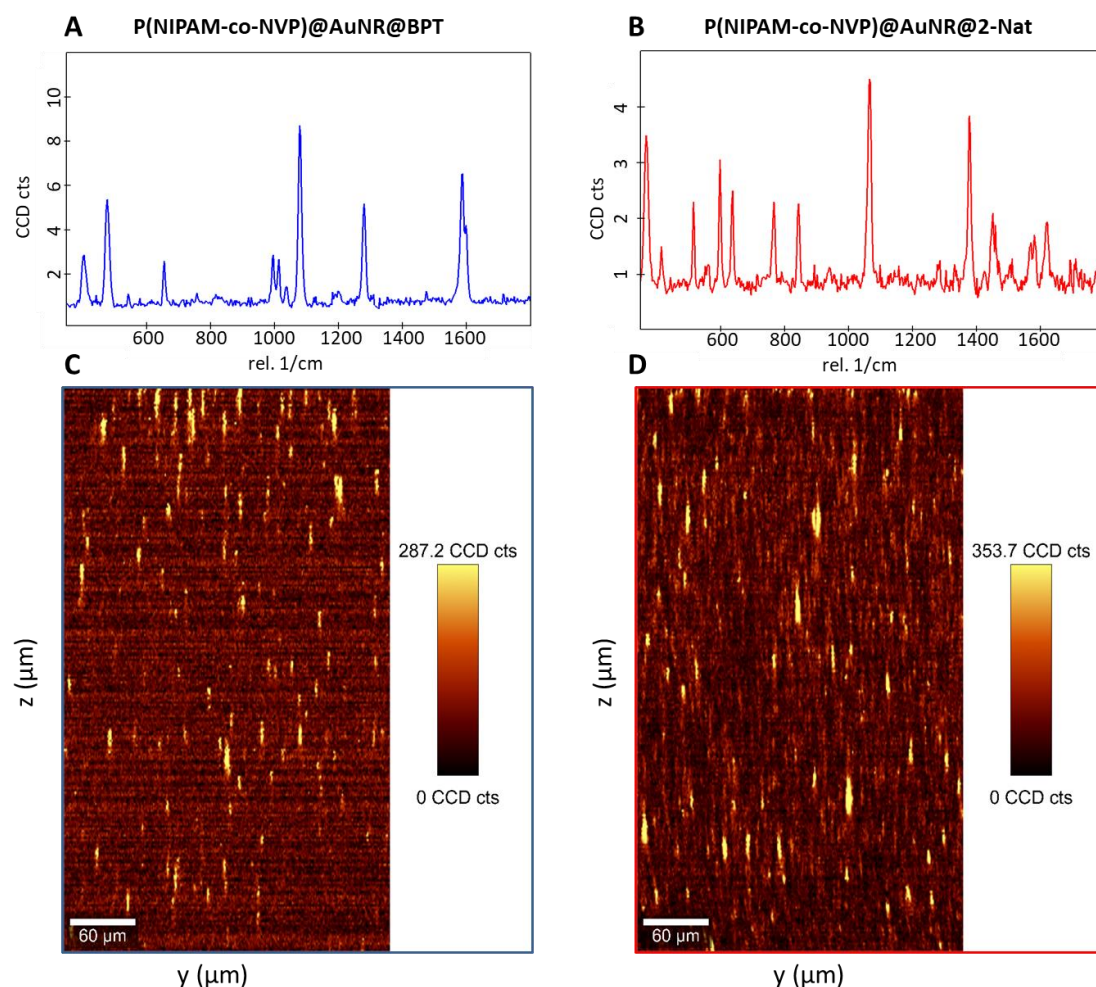 A
P(NIPAM-co-NVP)@AuNR@BPT
B
P(NIPAM-co-NVP)@AuNR@2-Nat
CCD cts
10
8
6
4
2
600
800
1000
1200
1400
1600
rel. 1/cm
CCD cts
4
3
2
1
600
800
1000
1200
1400
1600
rel. 1/cm
C
287.2 CCD cts
0 CCD cts
z (μm)
60 μm
y (μm)
D
353.7 CCD cts
0 CCD cts
z (μm)
60 μm
y (μm)